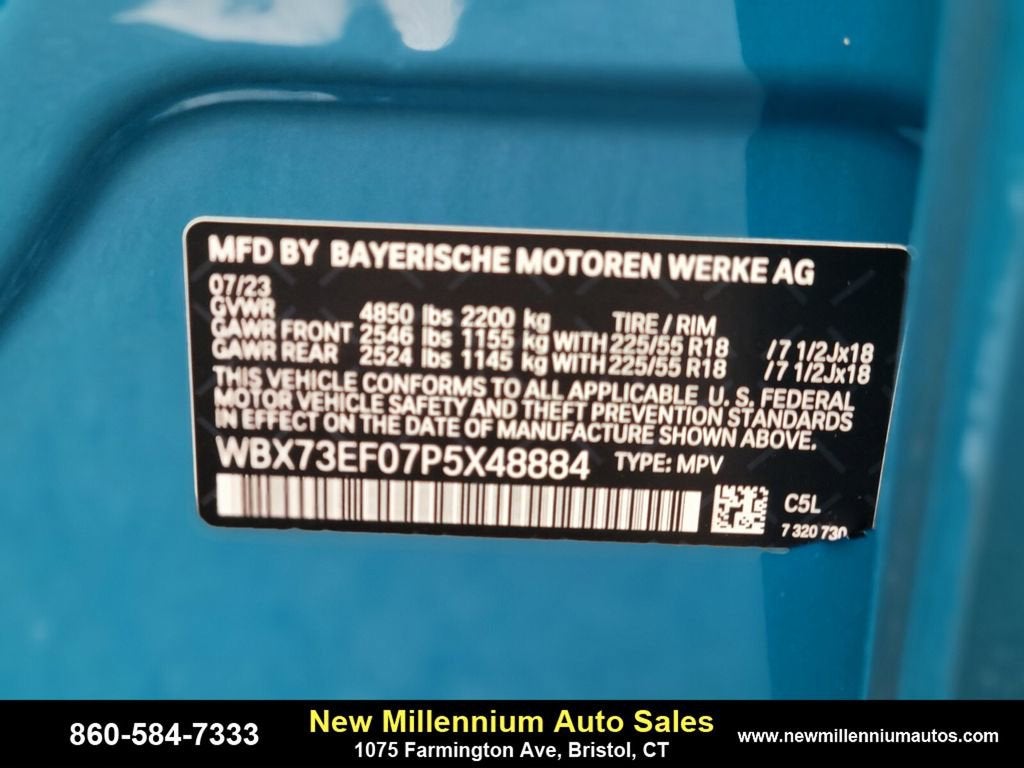 MFD BY BAYERISCHE MOTOREN WERKE AG
07/23
GVWR 4850 lbs 2200 kg TIRE / RIM
GAWR FRONT 2546 lbs 1155 kg WITH 225/55 R18 /7 1/2Jx18
GAWR REAR 2524 lbs 1145 kg WITH 225/55 R18 /7 1/2Jx18
THIS VEHICLE CONFORMS TO ALL APPLICABLE U. S. FEDERAL
MOTOR VEHICLE SAFETY AND THEFT PREVENTION STANDARDS
IN EFFECT ON THE DATE OF MANUFACTURE SHOWN ABOVE.
WBX73EF07P5X48884 TYPE: MPV
C5L
7 320 730
860-584-7333
New Millennium Auto Sales
1075 Farmington Ave, Bristol, CT
www.newmillenniumautos.com